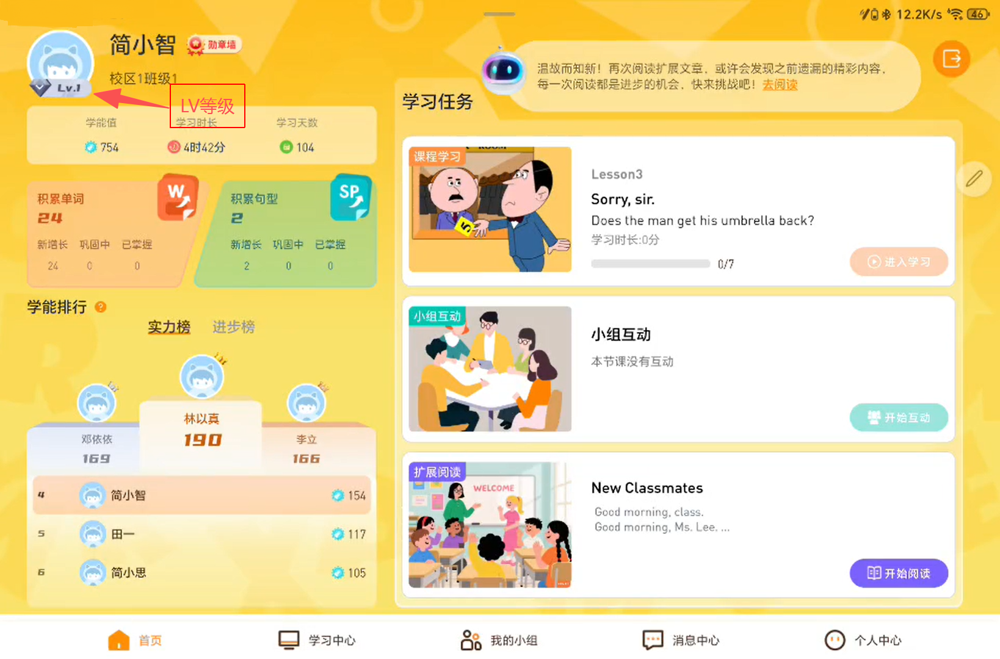 12.2K/s 46
简小智 勋章墙
校区1班级1
Lv.1
LV等级
学能值 学习时长 学习天数
754 4时42分 104
积累单词
24
W
新增长 巩固中 已掌握
24 0 0
积累句型
2
SP
新增长 巩固中 已掌握
2 0 0
学能排行 ?
实力榜 进步榜
林以真
190
邓依依
169
李立
166
4 简小智 154
5 田一 117
6 简小思 105
温故而知新！再次阅读扩展文章，或许会发现之前遗漏的精彩内容，
每一次阅读都是进步的机会，快来挑战吧！去阅读
学习任务
课程学习
ROOM
5
Lesson3
Sorry, sir.
Does the man get his umbrella back?
学习时长:0分
0/7
进入学习
小组互动
小组互动
本节课没有互动
开始互动
扩展阅读
WELCOME
New Classmates
Good morning, class.
Good morning, Ms. Lee. ...
开始阅读
首页 学习中心 我的小组 消息中心 个人中心